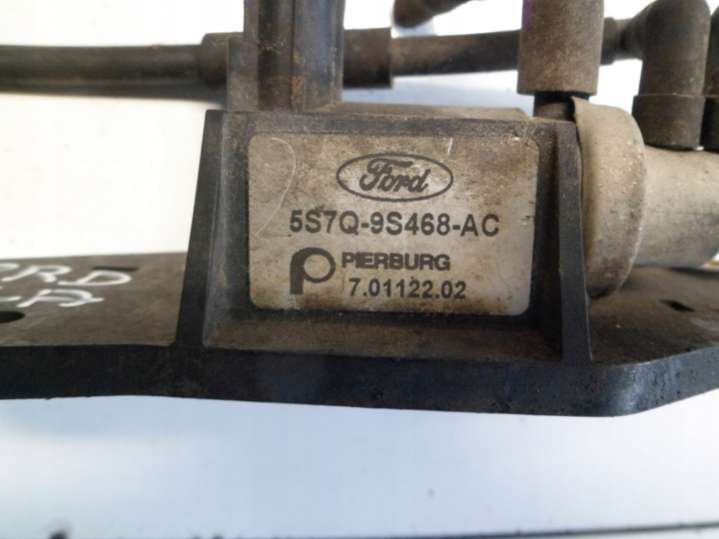 Ford
5S7Q-9S468-AC
PIERBURG
7.01122.02